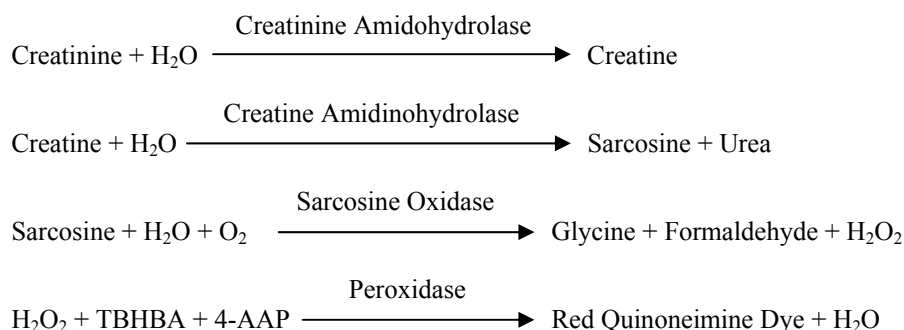 Creatinine Amidohydrolase
Creatinine + H₂O Creatine
Creatine Amidinohydrolase
Creatine + H₂O Sarcosine + Urea
Sarcosine Oxidase
Sarcosine + H₂O + O₂ Glycine + Formaldehyde + H₂O₂
Peroxidase
H₂O₂ + TBHBA + 4-AAP Red Quinoneimine Dye + H₂O